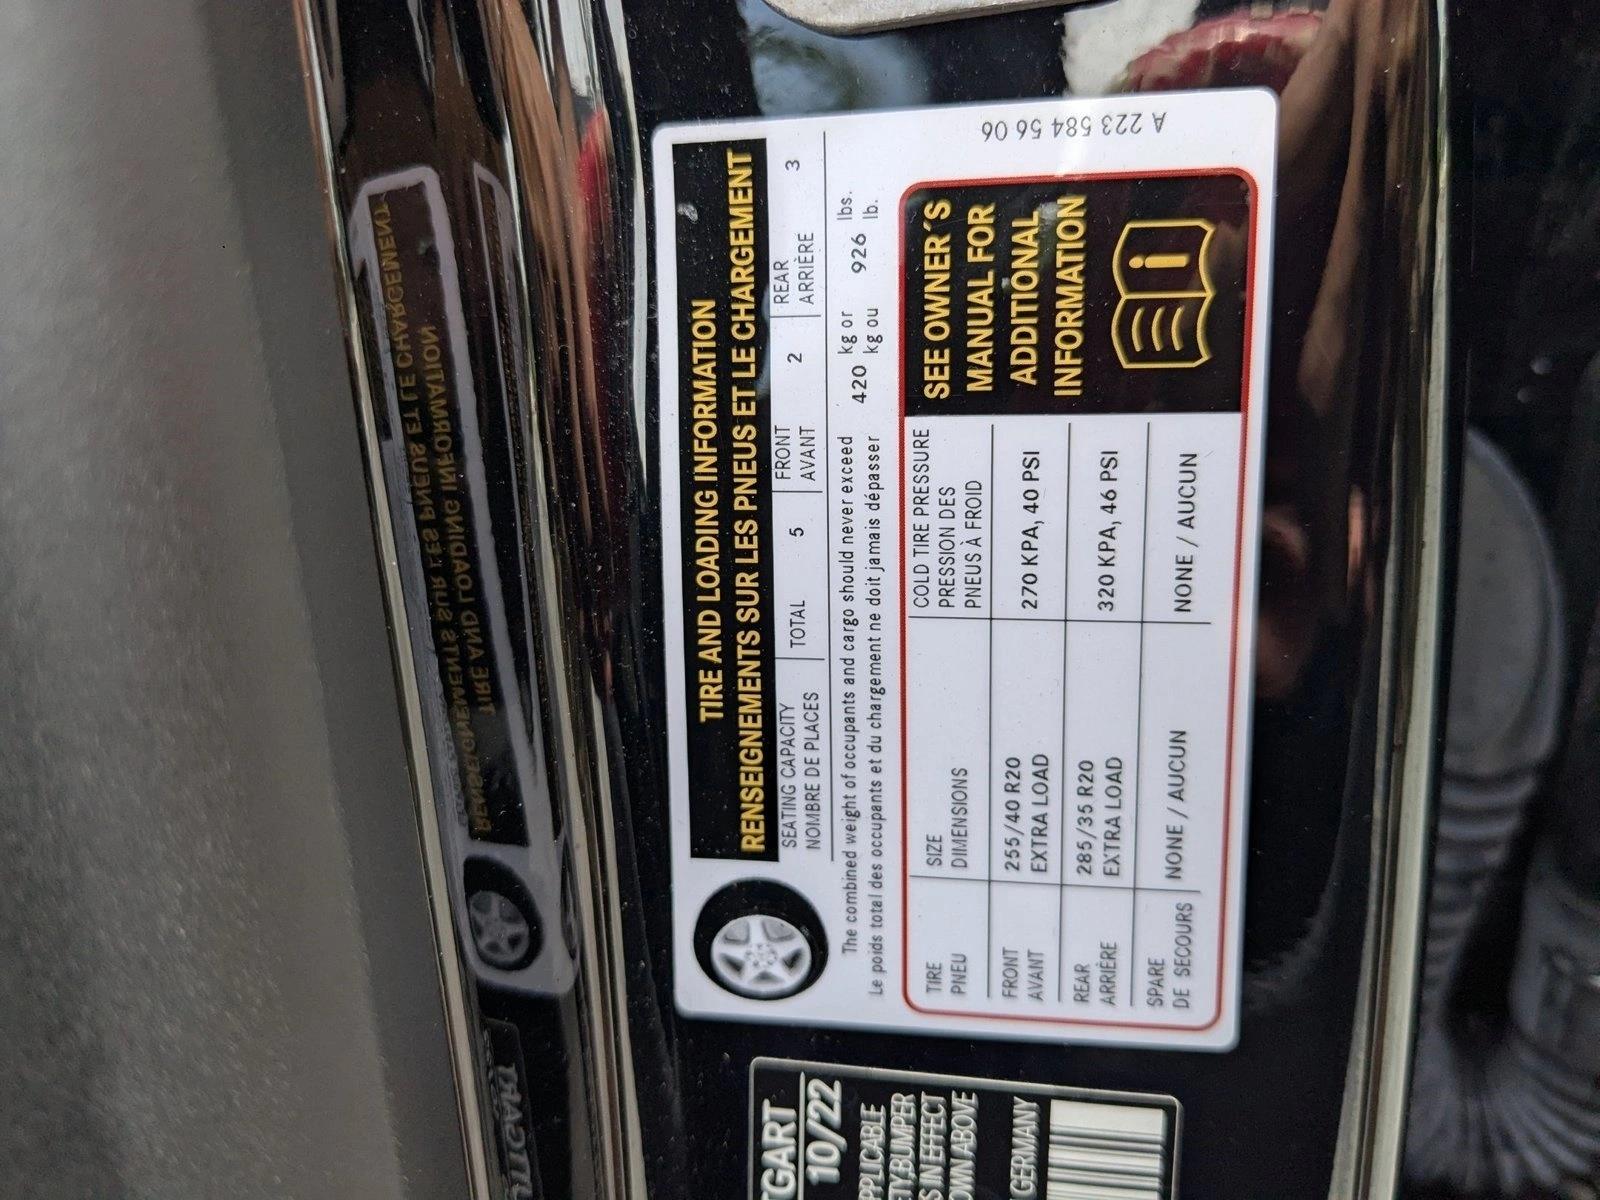 TIRE AND LOADING INFORMATION
RENSEIGNEMENTS SUR LES PNEUS ET LE CHARGEMENT
SEATING CAPACITY
NOMBRE DE PLACES
TOTAL 5
FRONT
AVANT
2
REAR
ARRIÈRE
3
The combined weight of occupants and cargo should never exceed 420 kg or 926 lbs.
Le poids total des occupants et du chargement ne doit jamais dépasser kg ou lb.
TIRE
PNEU
SIZE
DIMENSIONS
COLD TIRE PRESSURE
PRESSION DES
PNEUS À FROID
FRONT
AVANT
255/40 R20
EXTRA LOAD
270 KPA, 40 PSI
REAR
ARRIÈRE
285/35 R20
EXTRA LOAD
320 KPA, 46 PSI
SPARE
DE SECOURS
NONE / AUCUN
NONE / AUCUN
SEE OWNER´S
MANUAL FOR
ADDITIONAL
INFORMATION
i
A 223 584 56 06
TGART
10/22
IN EFFECT
ABOVE
GERMANY